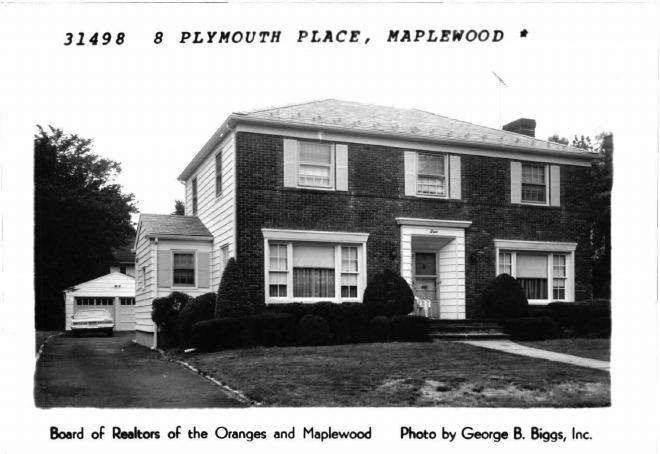 31498 8 PLYMOUTH PLACE, MAPLEWOOD *
Board of Realtors of the Oranges and Maplewood Photo by George B. Biggs, Inc.